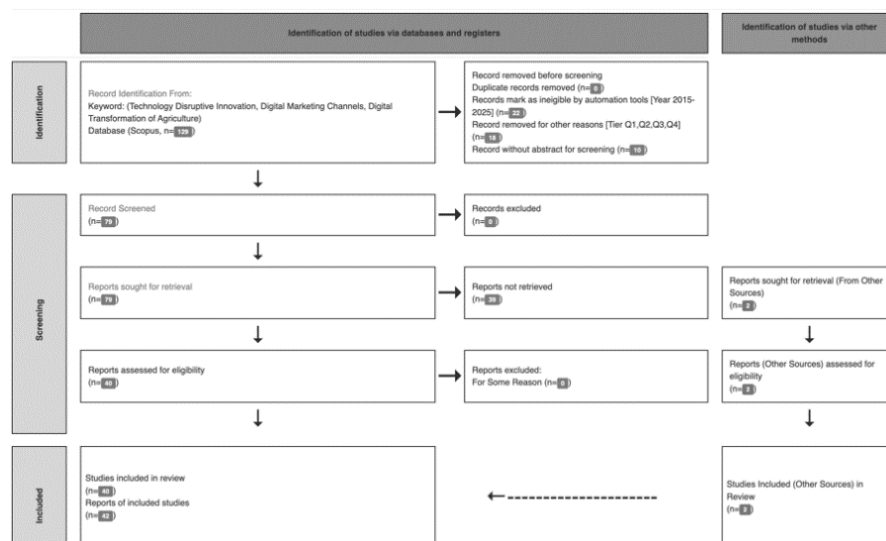 Identification of studies via databases and registers
Identification of studies via other
methods
Identification
Record Identification From:
Keyword: (Technology Disruptive Innovation, Digital Marketing Channels, Digital
Transformation of Agriculture)
Database (Scopus, n=129)
Record removed before screening
Duplicate records removed (n=0)
Records mark as ineigible by automation tools [Year 2015-
2025] (n=22)
Record removed for other reasons [Tier Q1,Q2,Q3,Q4]
(n=18)
Record without abstract for screening (n=10)
Screening
Record Screened
(n=79)
Records excluded
(n=0)
Reports sought for retrieval
(n=79)
Reports not retrieved
(n=39)
Reports sought for retrieval (From Other
Sources)
(n=2)
Reports assessed for eligibility
(n=40)
Reports excluded:
For Some Reason (n=0)
Reports (Other Sources) assessed for
eligibility
(n=2)
Included
Studies included in review
(n=40)
Reports of included studies
(n=42)
Studies Included (Other Sources) in
Review
(n=2)